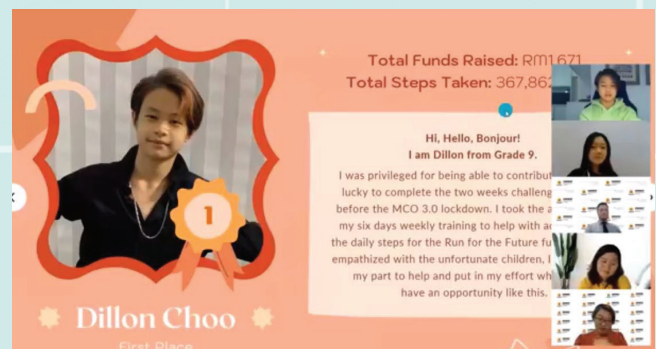 Total Funds Raised: RM1,671
Total Steps Taken: 367,862
1
Hi, Hello, Bonjour!
I am Dillon from Grade 9.
I was privileged for being able to
lucky to complete the two weeks
before the MCO 3.0 lockdown. I took the
my six days weekly training to help with
the daily steps for the Run for the Future
empathized with the unfortunate children, I
my part to help and put in my effort
have an opportunity like this.
Dillon Choo
First Place